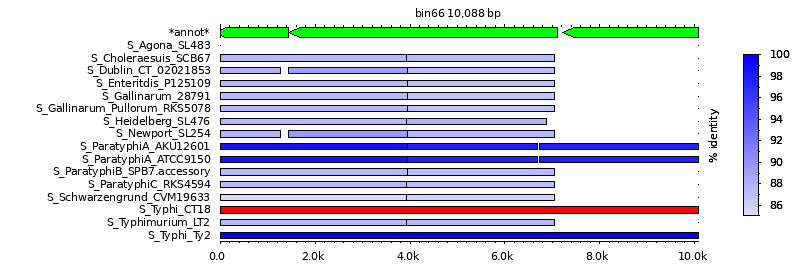 bin66 10,088 bp
*annot*
S_Agona_SL483
S_Choleraesuis_SCB67
S_Dublin_CT_02021853
S_Enteritdis_P125109
S_Gallinarum_28791
S_Gallinarum_Pullorum_RKS5078
S_Heidelberg_SL476
S_Newport_SL254
S_ParatyphiA_AKU12601
S_ParatyphiA_ATCC9150
S_ParatyphiB_SPB7.accessory
S_ParatyphiC_RKS4594
S_Schwarzengrund_CVM19633
S_Typhi_CT18
S_Typhimurium_LT2
S_Typhi_Ty2
0.0 2.0k 4.0k 6.0k 8.0k 10.0k
% identity
100
98
96
94
92
90
88
86